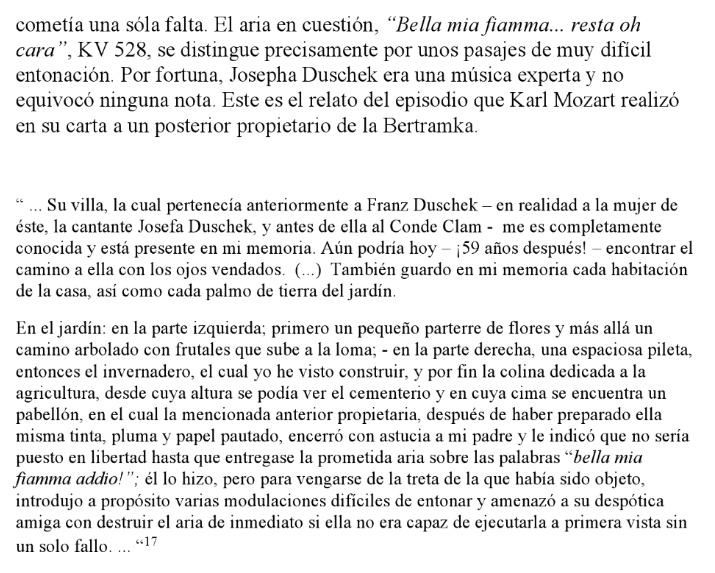 cometía una sóla falta. El aria en cuestión, “Bella mia fiamma... resta oh
cara”, KV 528, se distingue precisamente por unos pasajes de muy difícil
entonación. Por fortuna, Josepha Duschek era una música experta y no
equivocó ninguna nota. Este es el relato del episodio que Karl Mozart realizó
en su carta a un posterior propietario de la Bertramka.
“ ... Su villa, la cual pertenecía anteriormente a Franz Duschek – en realidad a la mujer de
éste, la cantante Josefa Duschek, y antes de ella al Conde Clam - me es completamente
conocida y está presente en mi memoria. Aún podría hoy – ¡59 años después! – encontrar el
camino a ella con los ojos vendados. (...) También guardo en mi memoria cada habitación
de la casa, así como cada palmo de tierra del jardín.
En el jardín: en la parte izquierda; primero un pequeño parterre de flores y más allá un
camino arbolado con frutales que sube a la loma; - en la parte derecha, una espaciosa pileta,
entonces el invernadero, el cual yo he visto construir, y por fin la colina dedicada a la
agricultura, desde cuya altura se podía ver el cementerio y en cuya cima se encuentra un
pabellón, en el cual la mencionada anterior propietaria, después de haber preparado ella
misma tinta, pluma y papel pautado, encerró con astucia a mi padre y le indicó que no sería
puesto en libertad hasta que entregase la prometida aria sobre las palabras “bella mia
fiamma addio!”; él lo hizo, pero para vengarse de la treta de la que había sido objeto,
introdujo a propósito varias modulaciones difíciles de entonar y amenazó a su despótica
amiga con destruir el aria de inmediato si ella no era capaz de ejecutarla a primera vista sin
un solo fallo. ... “17